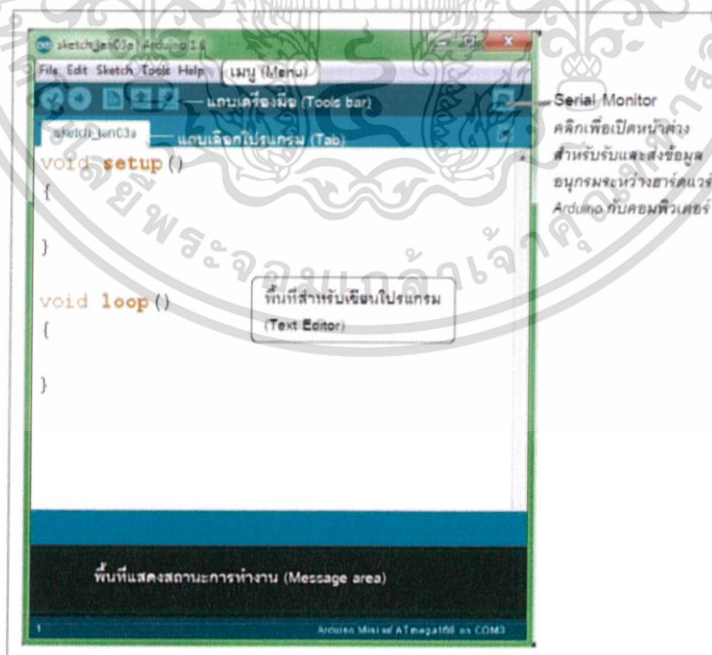 sketch_jan03a | Arduino 1.0
File Edit Sketch Tools Help เมนู (Menu)
แถบเครื่องมือ (Tools bar)
sketch_jan03a แถบเลือกโปรแกรม (Tab)
void setup()
{
}
void loop()
{
}
พื้นที่สำหรับเขียนโปรแกรม
(Text Editor)
พื้นที่แสดงสถานะการทำงาน (Message area)
1 Arduino Mini w/ ATmega168 on COM3
Serial Monitor
คลิกเพื่อเปิดหน้าต่าง
สำหรับรับและส่งข้อมูล
อนุกรมระหว่างฮาร์ดแวร์
Arduino กับคอมพิวเตอร์